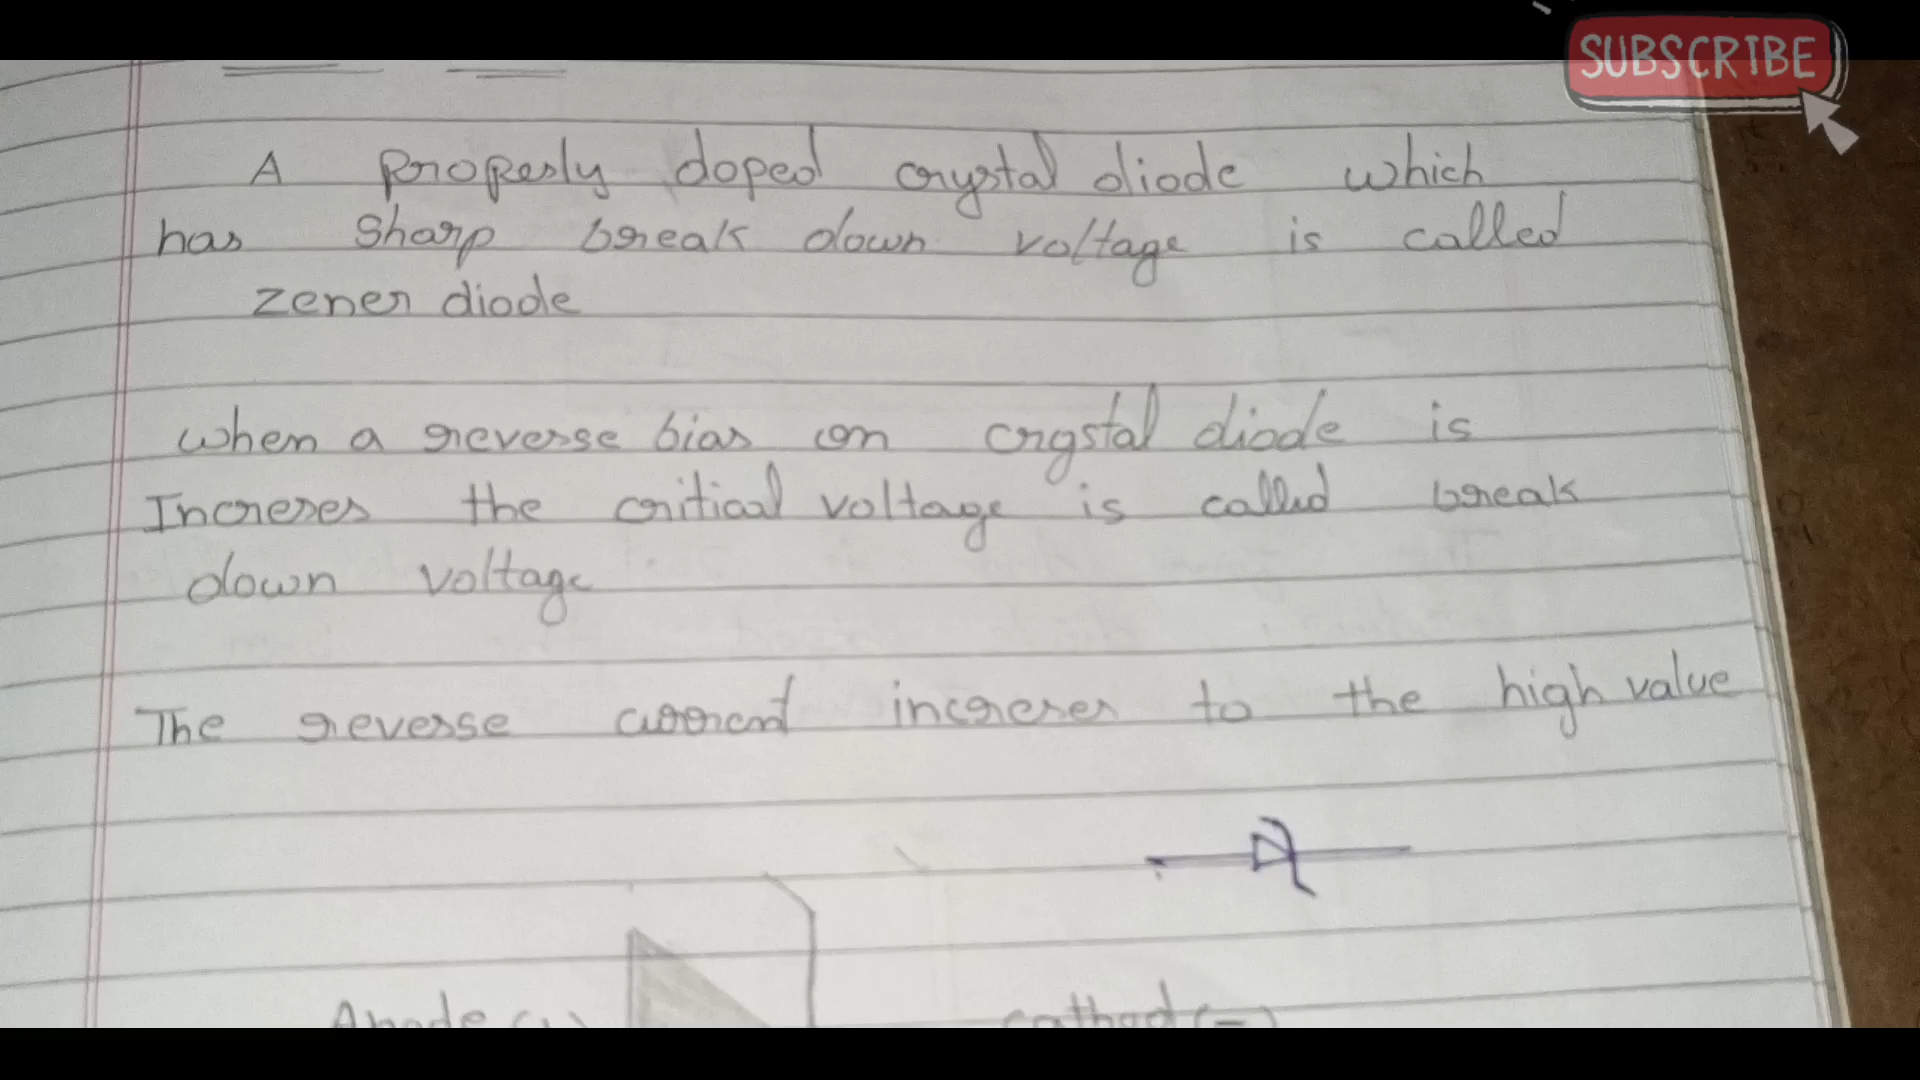 SUBSCRIBE
A Properly doped crystal diode which
has sharp break down voltage is called
zener diode
when a reverse bias on crystal diode is
Increses the critical voltage is called break
down voltage
The reverse current increses to the high value
Anode (+)
cathod (-)